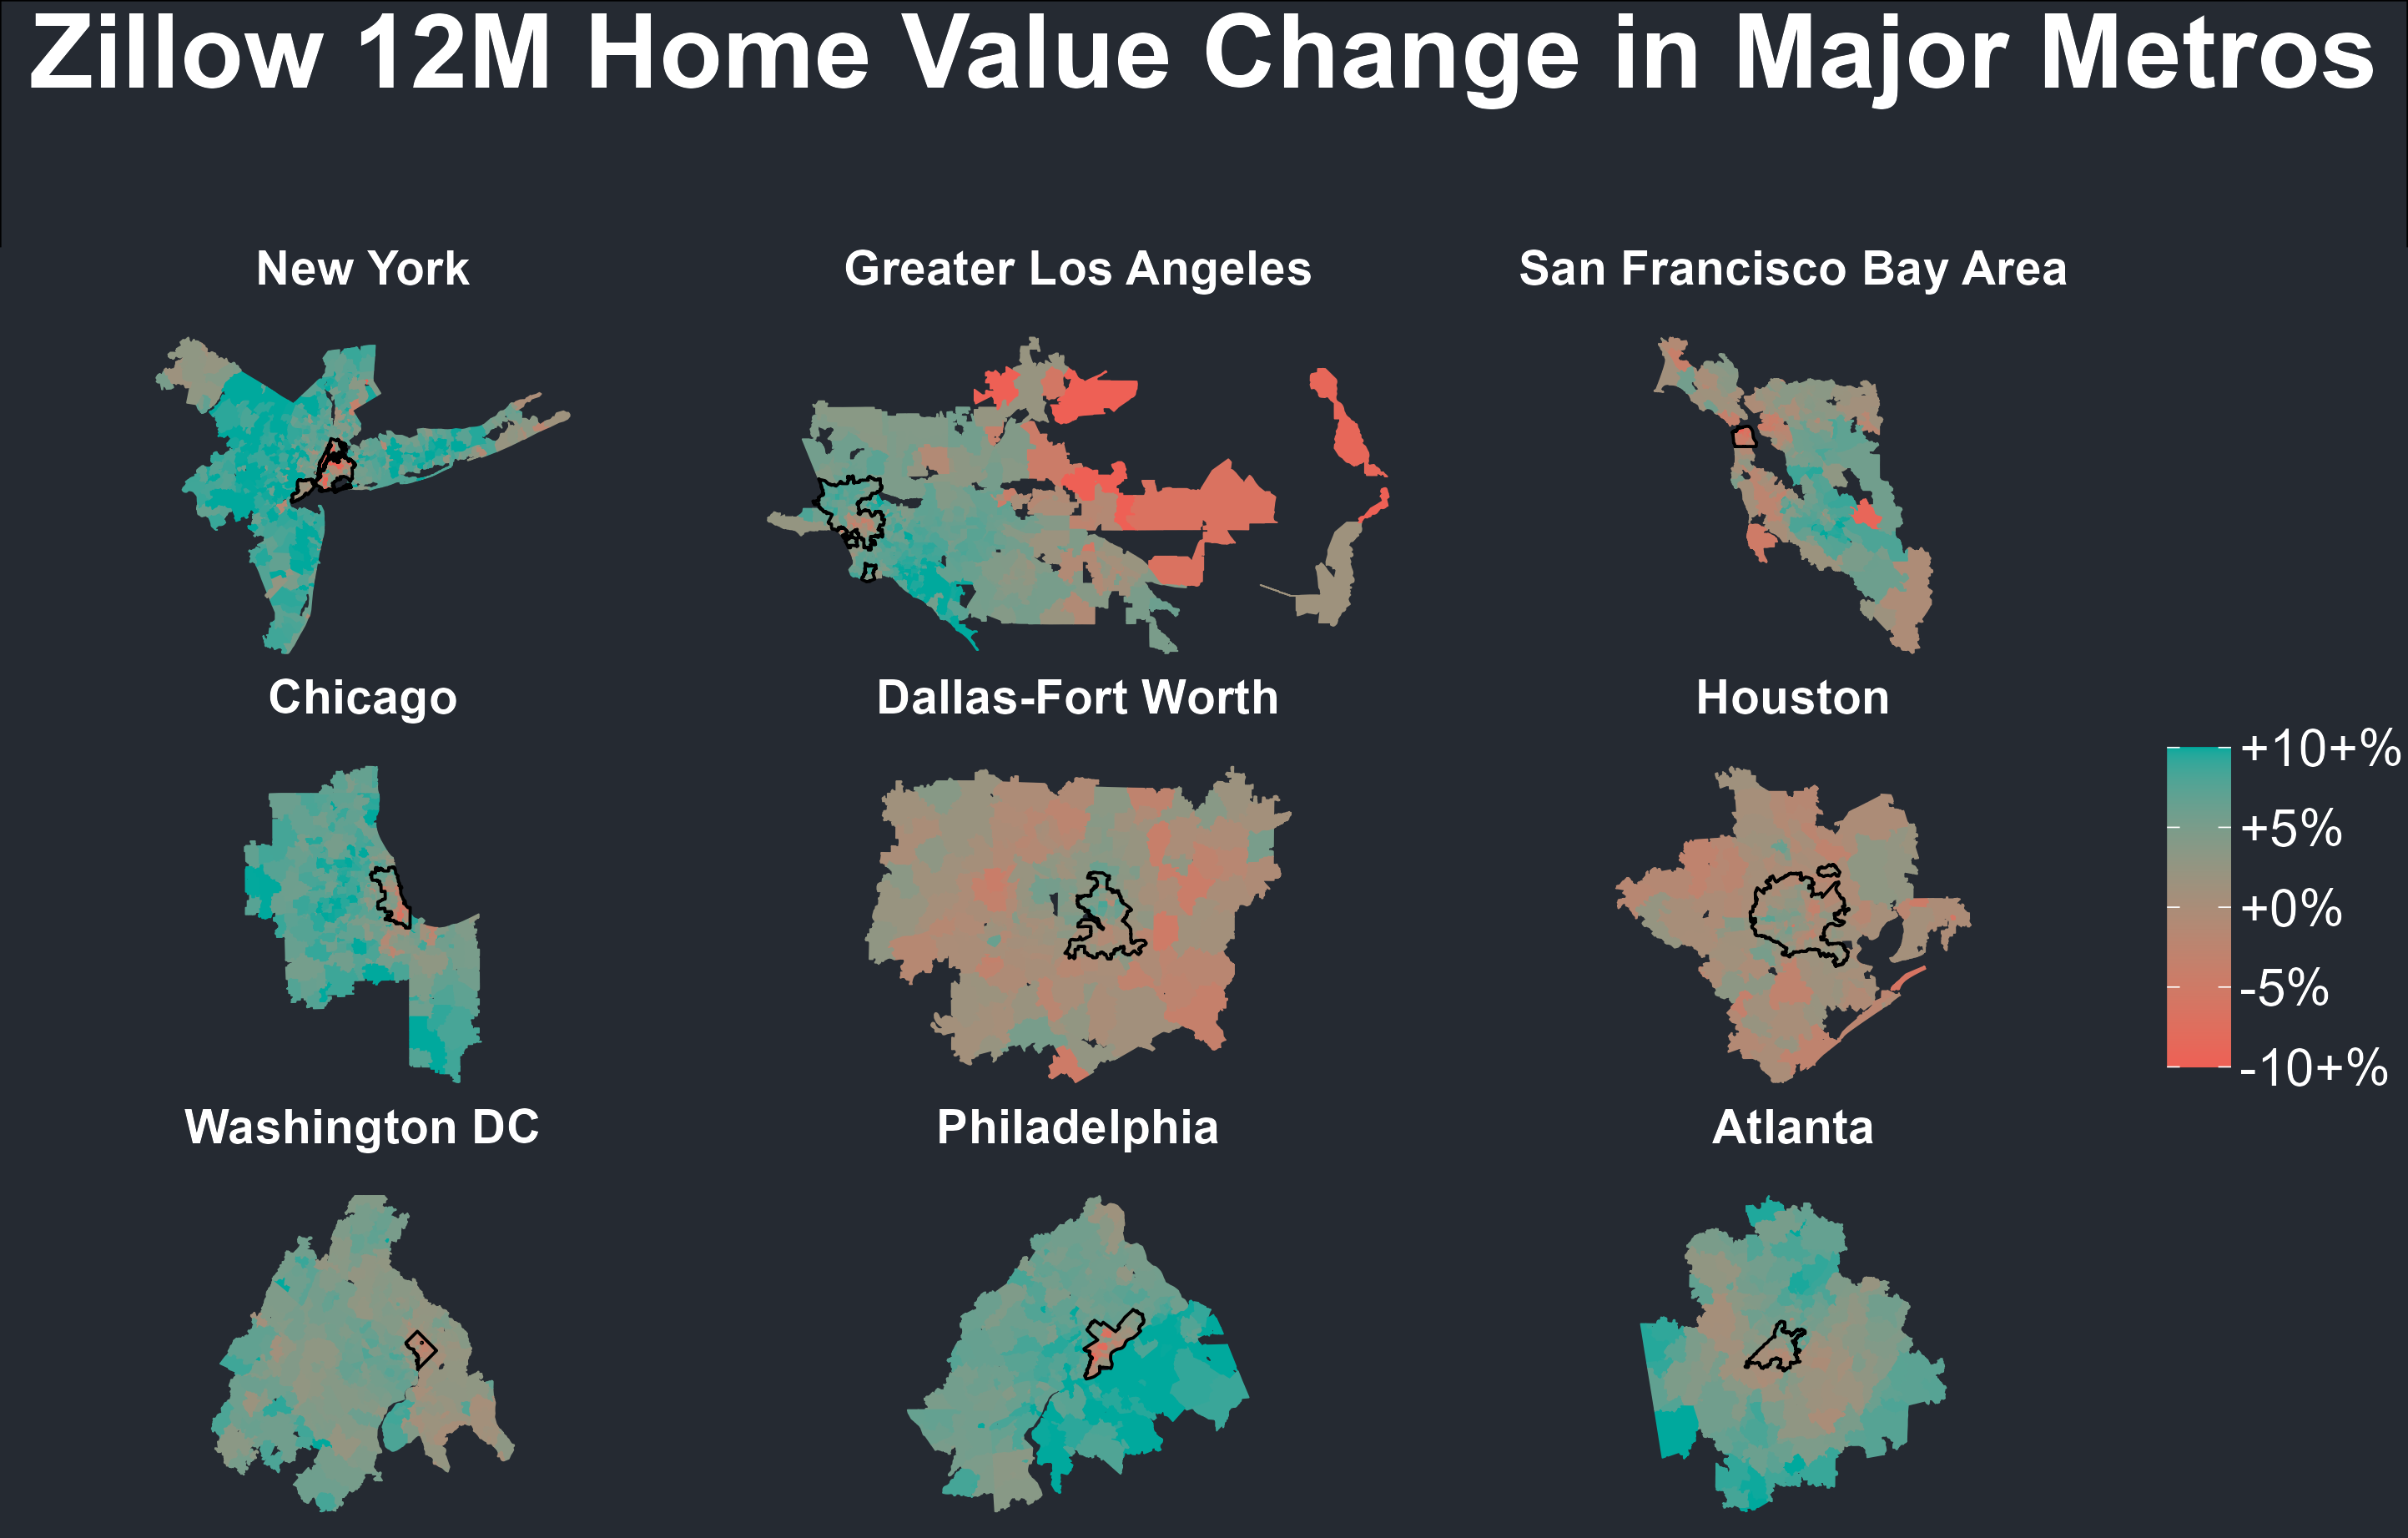 Zillow 12M Home Value Change in Major Metros
New York
Greater Los Angeles
San Francisco Bay Area
Chicago
Dallas-Fort Worth
Houston
+10+%
+5%
+0%
-5%
-10+%
Washington DC
Philadelphia
Atlanta